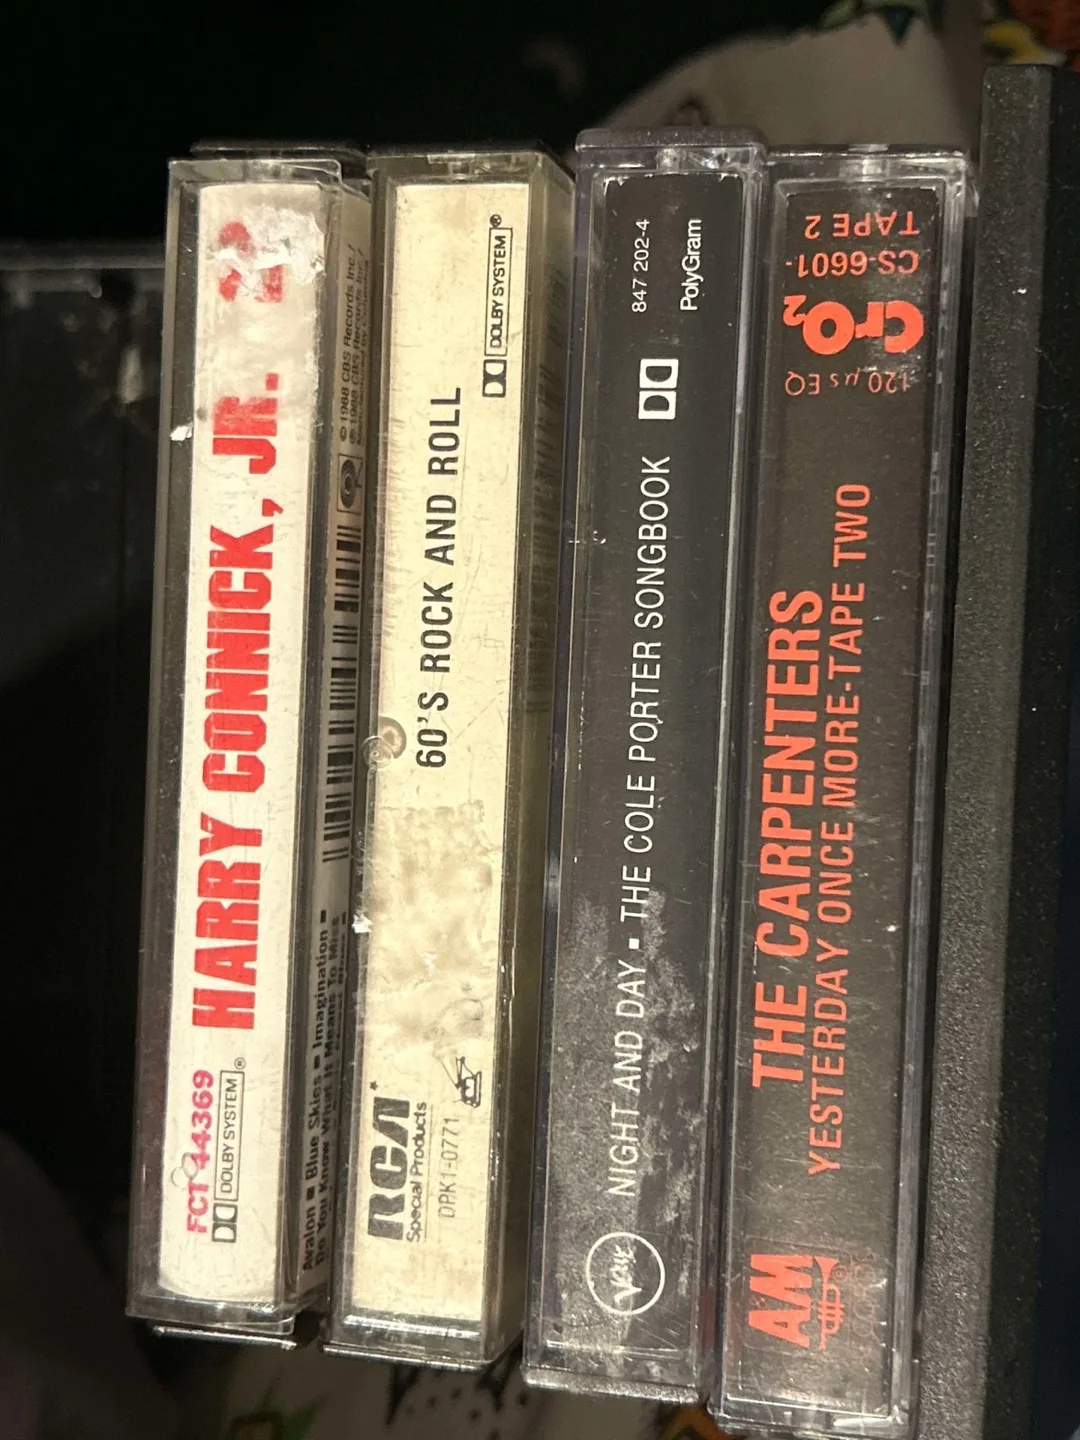 HARRY CONNICK, JR. 20
FCT 44369
DOLBY SYSTEM®
Avalon ■ Blue Skies ■ Imagination ■
Do You Know What It Means To Miss
© 1988 CBS Records Inc./
℗ 1988 CBS Records Inc./
60'S ROCK AND ROLL
RCA
Special Products
DPK1-0771
DOLBY SYSTEM®
Verve
NIGHT AND DAY ▪ THE COLE PORTER SONGBOOK
847 202-4
PolyGram
AM
THE CARPENTERS
YESTERDAY ONCE MORE-TAPE TWO
120 µs EQ
CrO2
CS-6601-
TAPE 2